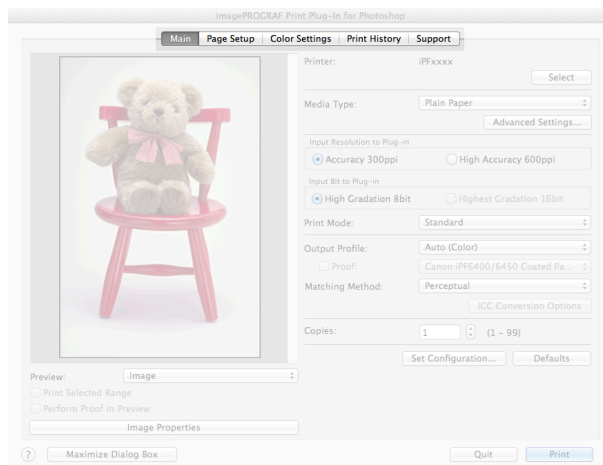 imagePROGRAF Print Plug-In for Photoshop
Main Page Setup Color Settings Print History Support
Printer: iPFxxxx
Select
Media Type: Plain Paper
Advanced Settings...
Input Resolution to Plug-in
Accuracy 300ppi High Accuracy 600ppi
Input Bit to Plug-in
High Gradation 8bit Highest Gradation 16bit
Print Mode: Standard
Output Profile: Auto (Color)
Proof: Canon iPF6400/6450 Coated Pa...
Matching Method: Perceptual
ICC Conversion Options
Copies: 1 (1 – 99)
Set Configuration... Defaults
Preview: Image
Print Selected Range
Perform Proof in Preview
Image Properties
? Maximize Dialog Box Quit Print